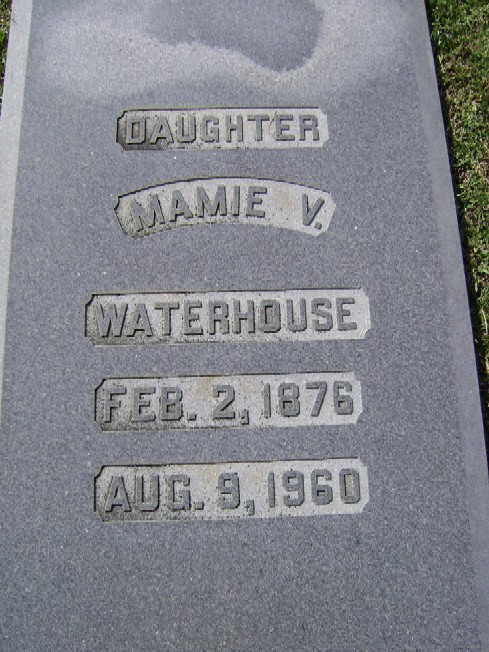 DAUGHTER
MAMIE V.
WATERHOUSE
FEB. 2, 1876
AUG. 9, 1960